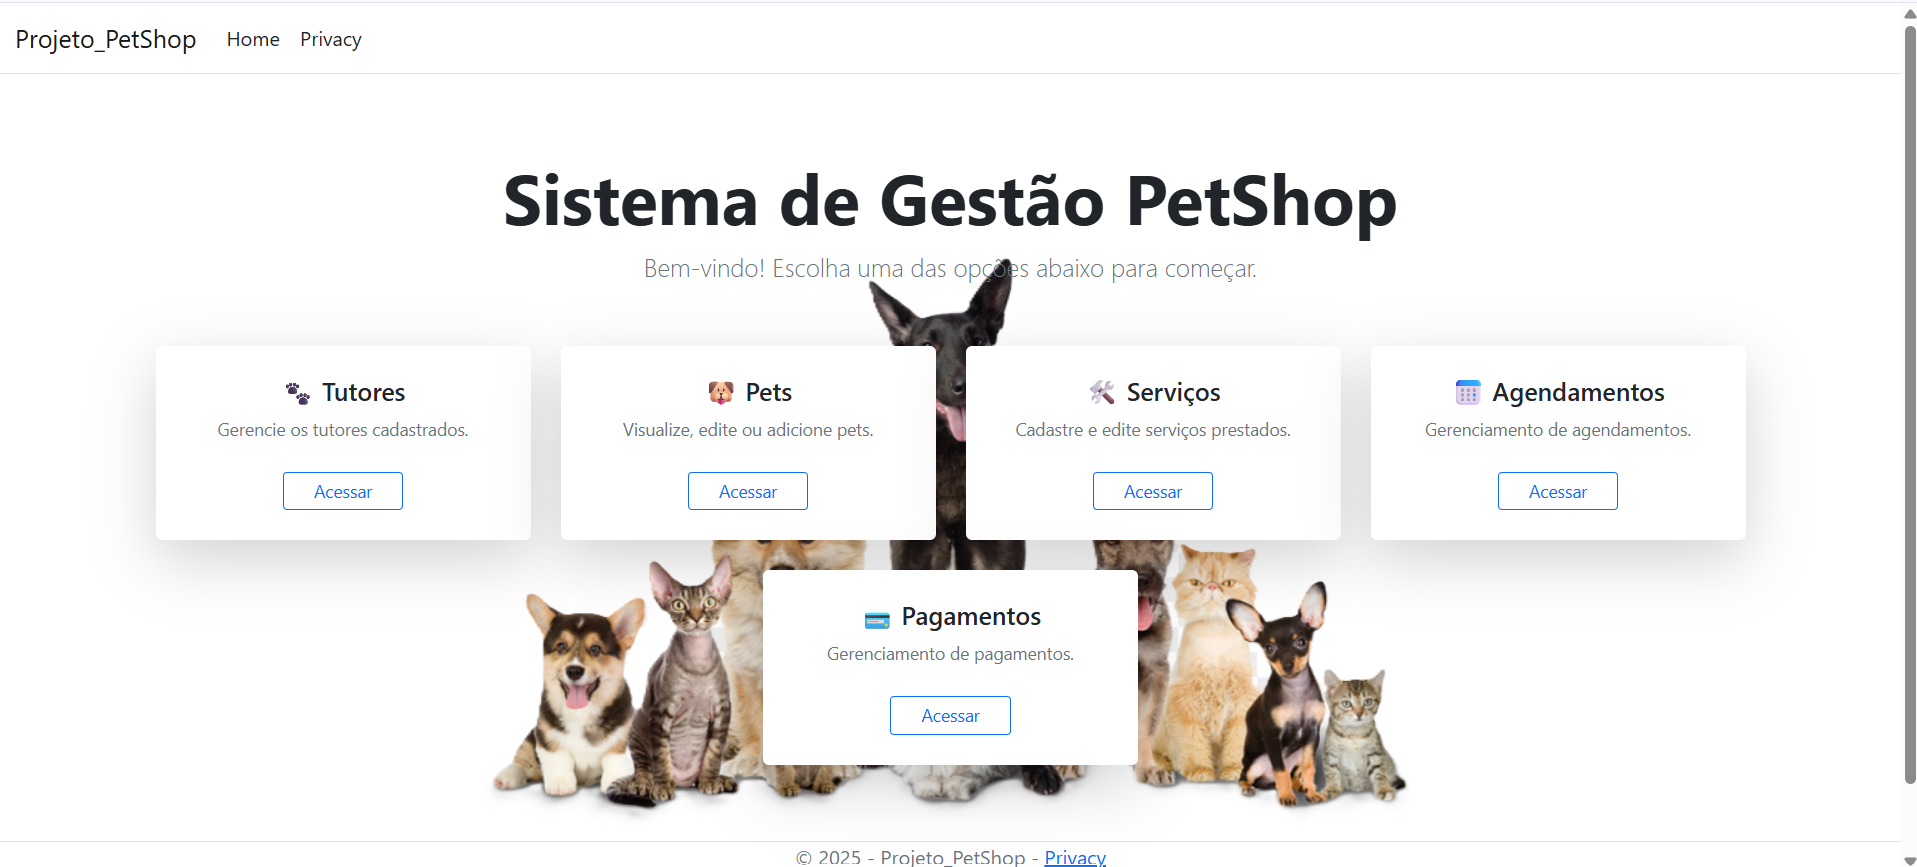 Projeto_PetShop Home Privacy
Sistema de Gestão PetShop
Bem-vindo! Escolha uma das opções abaixo para começar.
Tutores
Gerencie os tutores cadastrados.
Acessar
Pets
Visualize, edite ou adicione pets.
Acessar
Serviços
Cadastre e edite serviços prestados.
Acessar
Agendamentos
Gerenciamento de agendamentos.
Acessar
Pagamentos
Gerenciamento de pagamentos.
Acessar
© 2025 - Projeto_PetShop - Privacy